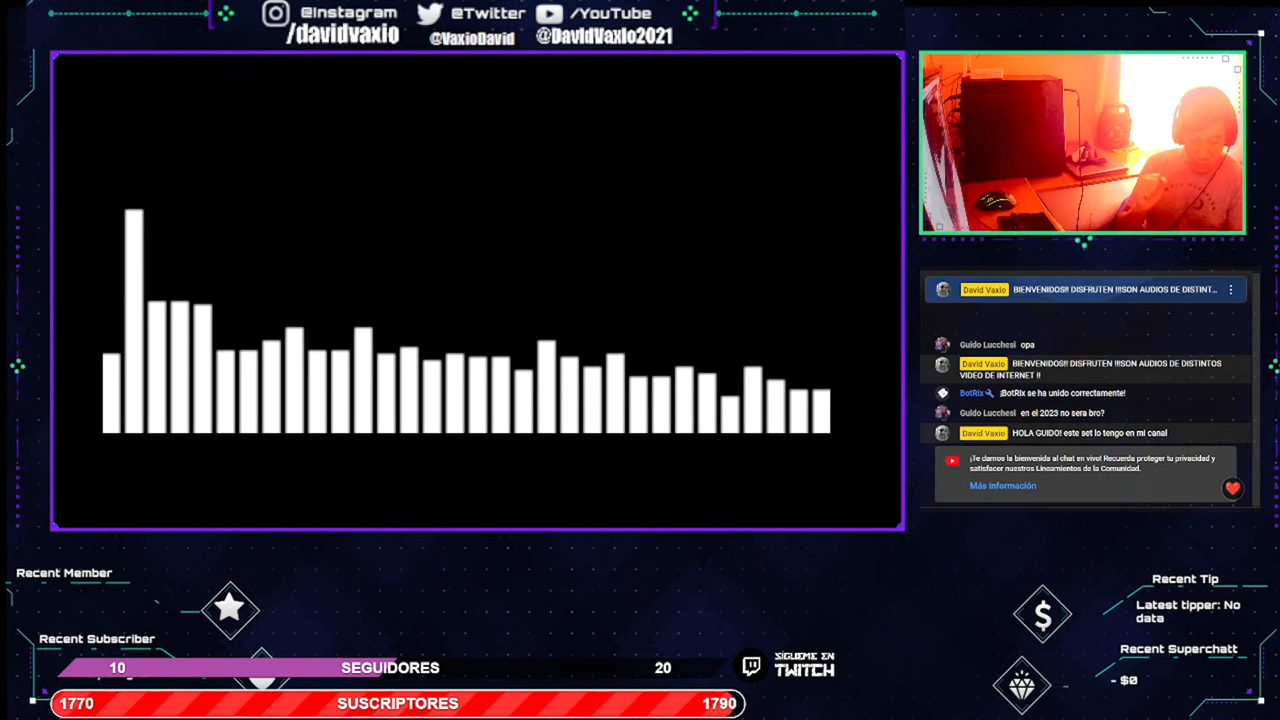 @Instagram
/davidvaxio
@Twitter
@VaxioDavid
/YouTube
@DavidVaxio2021
David Vaxio BIENVENIDOS!! DISFRUTEN !!!SON AUDIOS DE DISTINT...
Guido Lucchesi opa
David Vaxio BIENVENIDOS!! DISFRUTEN !!!SON AUDIOS DE DISTINTOS
VIDEO DE INTERNET !!
BotRix ¡BotRix se ha unido correctamente!
Guido Lucchesi en el 2023 no sera bro?
David Vaxio HOLA GUIDO! este set lo tengo en mi canal
¡Te damos la bienvenida al chat en vivo! Recuerda proteger tu privacidad y
satisfacer nuestros Lineamientos de la Comunidad.
Más información
Recent Member
Recent Subscriber
10 SEGUIDORES 20
SÍGUEME EN
TWITCH
1770 SUSCRIPTORES 1790
Recent Tip
Latest tipper: No
data
Recent Superchatt
- $0